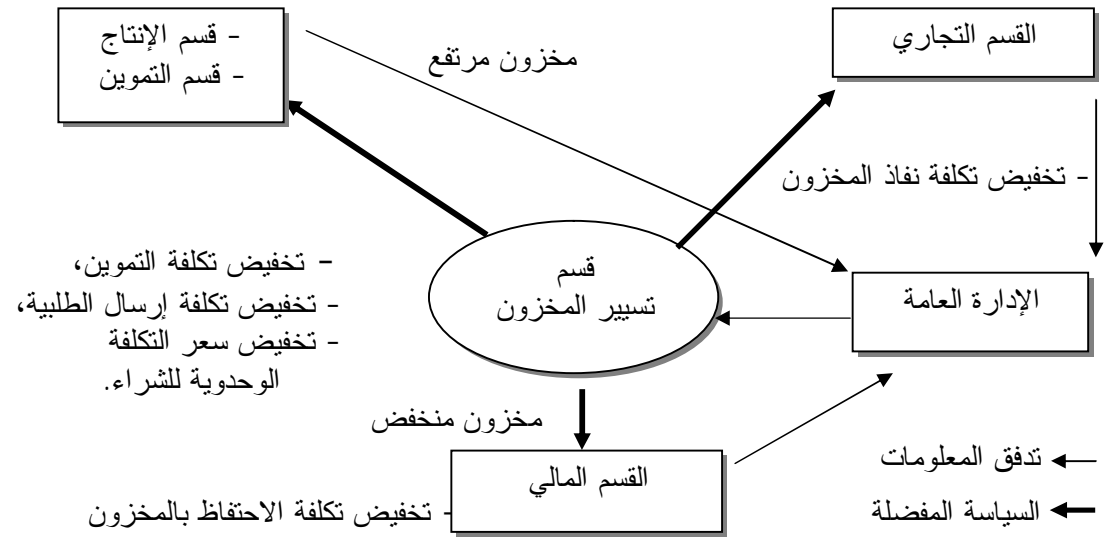 القسم التجاري
- قسم الإنتاج
- قسم التموين
مخزون مرتفع
- تخفيض تكلفة نفاذ المخزون
قسم
تسيير المخزون
الإدارة العامة
- تخفيض تكلفة التموين،
- تخفيض تكلفة إرسال الطلبية،
- تخفيض سعر التكلفة
الوحدوية للشراء.
مخزون منخفض
القسم المالي
- تخفيض تكلفة الاحتفاظ بالمخزون
تدفق المعلومات
السياسة المفضلة